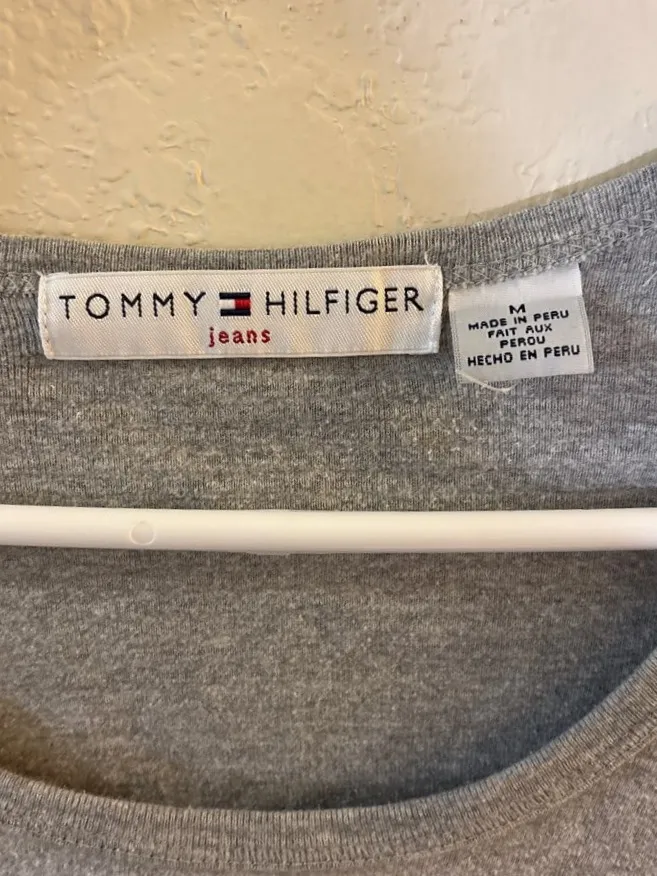 TOMMY HILFIGER
jeans
M
MADE IN PERU
FAIT AUX
PEROU
HECHO EN PERU